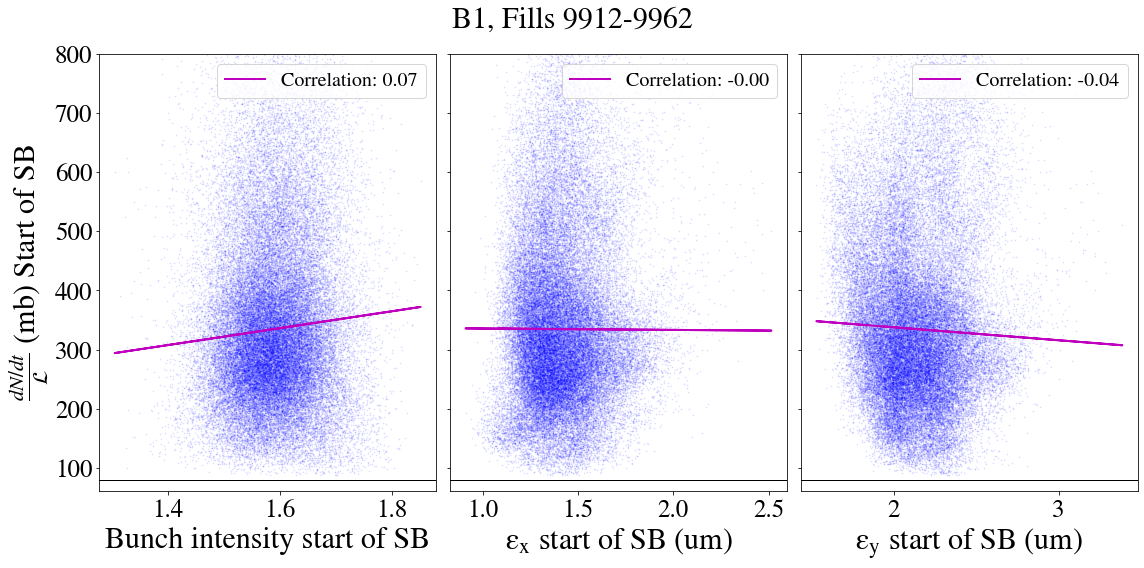 B1, Fills 9912-9962
dN/dt
ℒ
(mb) Start of SB
800
700
600
500
400
300
200
100
Correlation: 0.07
1.4 1.6 1.8
Bunch intensity start of SB
Correlation: -0.00
1.0 1.5 2.0 2.5
εx start of SB (um)
Correlation: -0.04
2 3
εy start of SB (um)